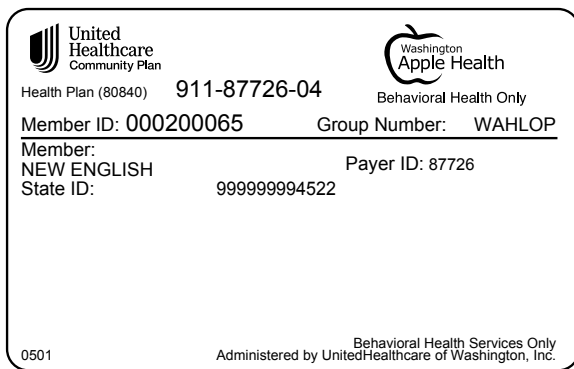 United
Healthcare
Community Plan
Washington
Apple Health
Health Plan (80840) 911-87726-04
Behavioral Health Only
Member ID: 000200065 Group Number: WAHLOP
Member:
NEW ENGLISH
Payer ID: 87726
State ID: 999999994522
Behavioral Health Services Only
0501 Administered by UnitedHealthcare of Washington, Inc.